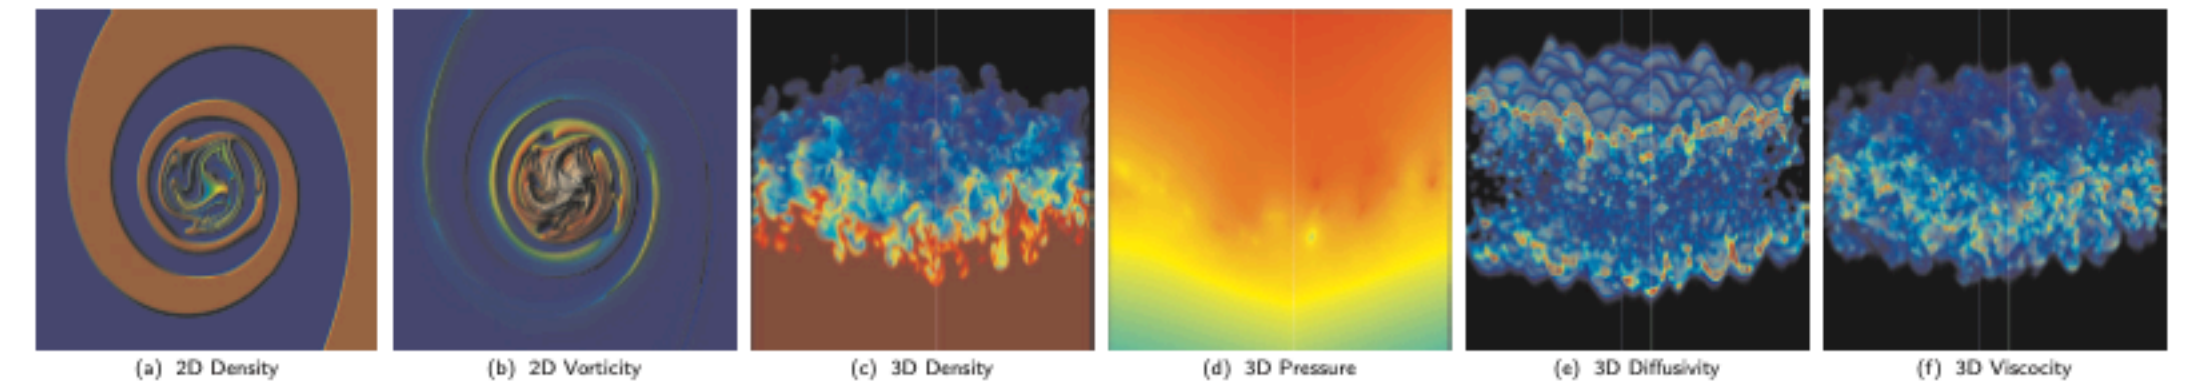 (a) 2D Density
(b) 2D Vorticity
(c) 3D Density
(d) 3D Pressure
(e) 3D Diffusivity
(f) 3D Viscocity